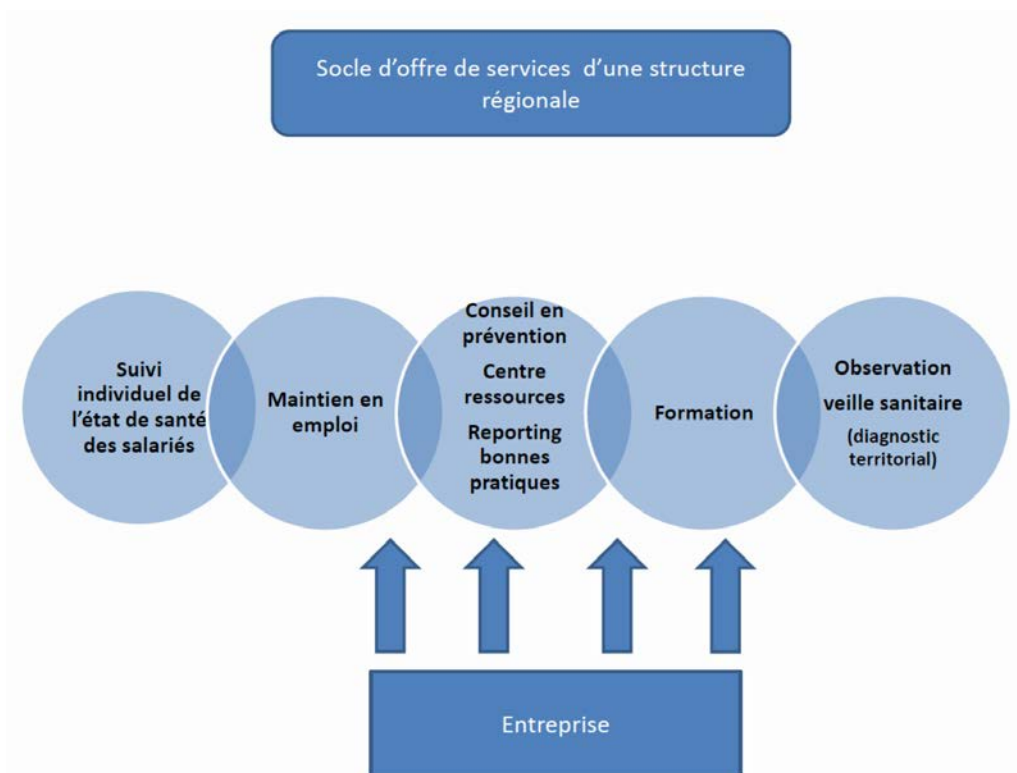 Socle d'offre de services d'une structure
régionale
Suivi
individuel de
l'état de santé
des salariés
Maintien en
emploi
Conseil en
prévention
Centre
ressources
Reporting
bonnes
pratiques
Formation
Observation
veille sanitaire
(diagnostic
territorial)
Entreprise